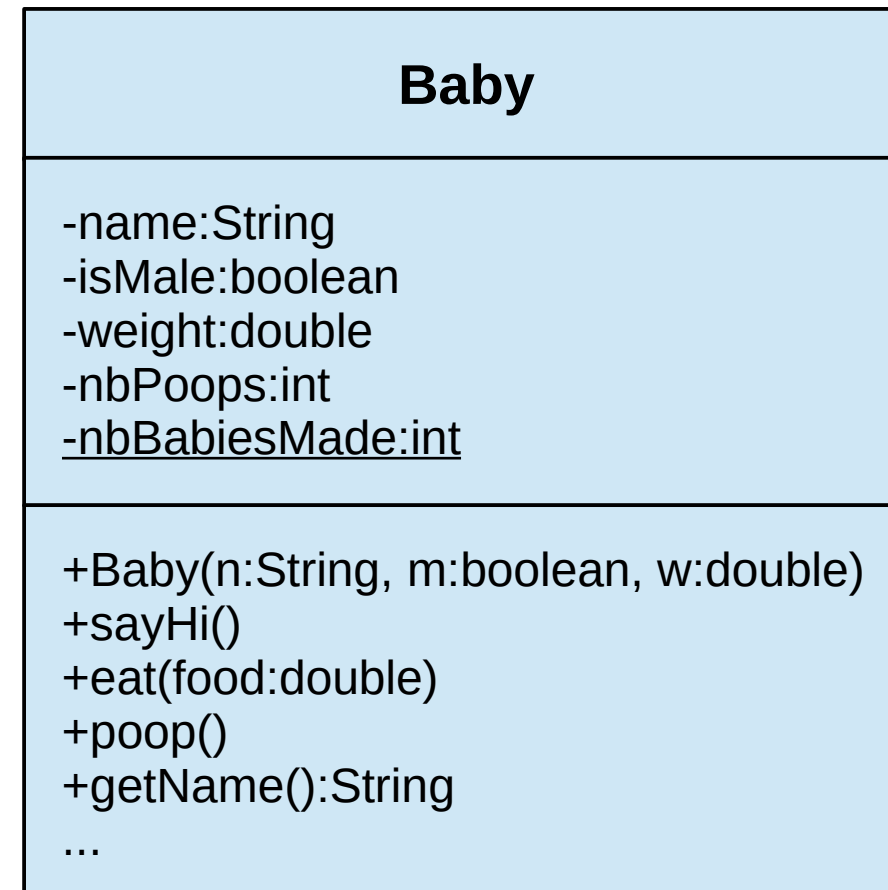 Baby
-name:String
-isMale:boolean
-weight:double
-nbPoops:int
-nbBabiesMade:int
+Baby(n:String, m:boolean, w:double)
+sayHi()
+eat(food:double)
+poop()
+getName():String
...